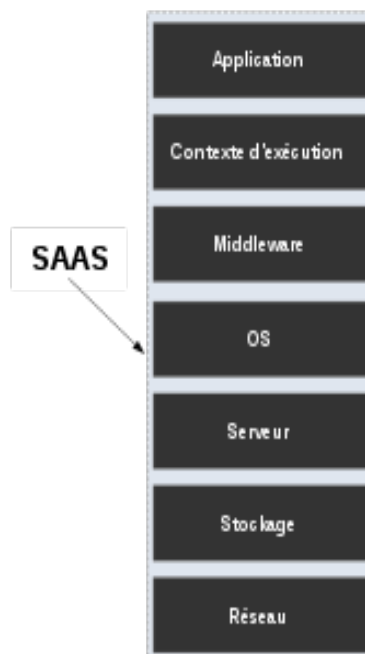 Application
Contexte d'exécution
Middleware
SAAS
OS
Serveur
Stockage
Réseau